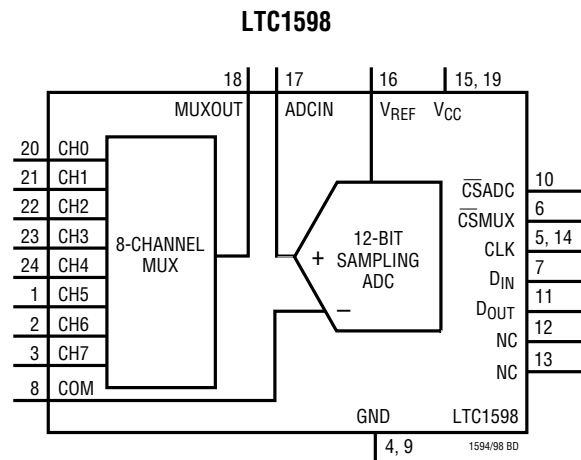 LTC1598
18 17 16 15, 19
MUXOUT ADCIN VREF VCC
20 CH0
21 CH1
22 CH2
23 CH3
24 CH4
1 CH5
2 CH6
3 CH7
8 COM
8-CHANNEL
MUX
+
12-BIT
SAMPLING
ADC
–
C̅S̅ADC 10
C̅S̅MUX 6
CLK 5, 14
DIN 7
DOUT 11
NC 12
NC 13
GND LTC1598
4, 9
1594/98 BD